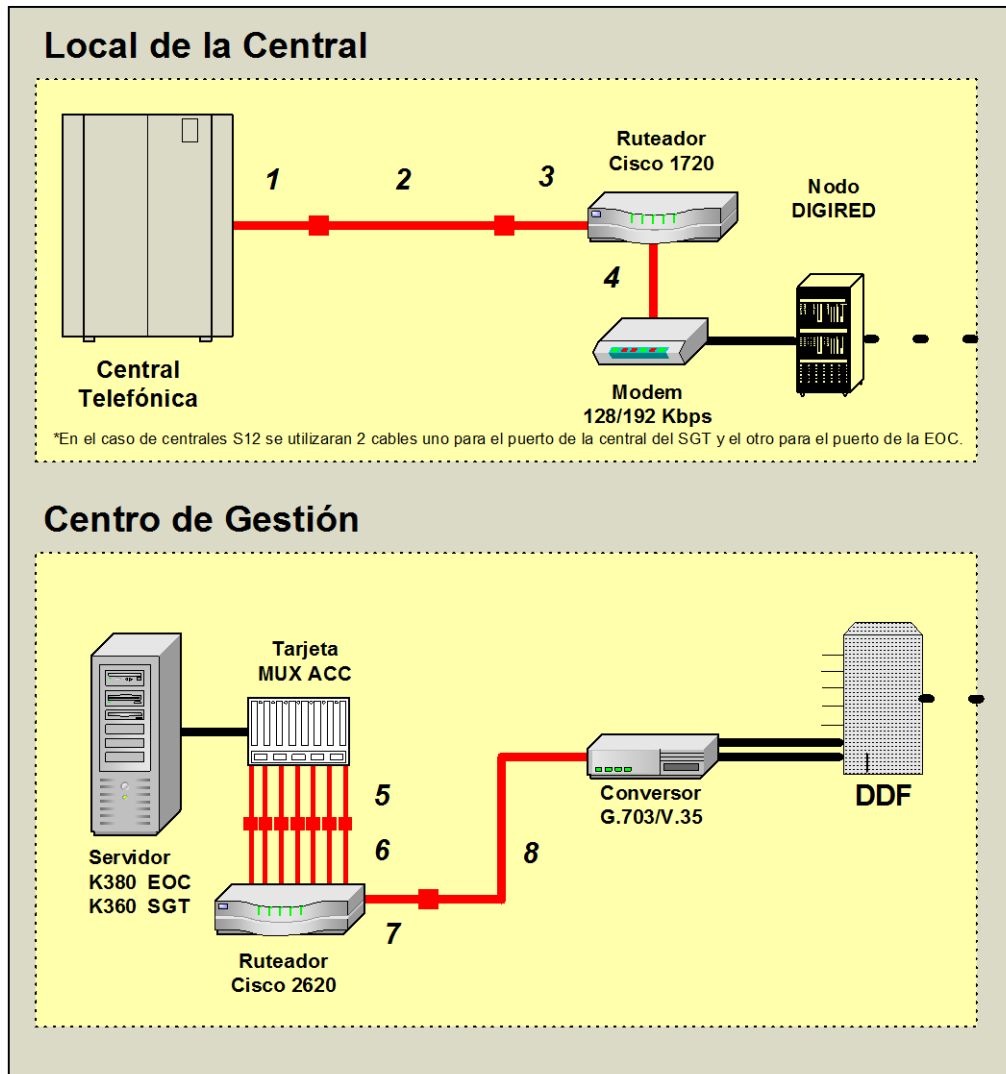 Local de la Central
Ruteador
Cisco 1720
1
2
3
Nodo
DIGIRED
4
Central
Telefónica
Modem
128/192 Kbps
*En el caso de centrales S12 se utilizaran 2 cables uno para el puerto de la central del SGT y el otro para el puerto de la EOC.
Centro de Gestión
Tarjeta
MUX ACC
5
Conversor
G.703/V.35
DDF
6
8
Servidor
K380 EOC
K360 SGT
7
Ruteador
Cisco 2620